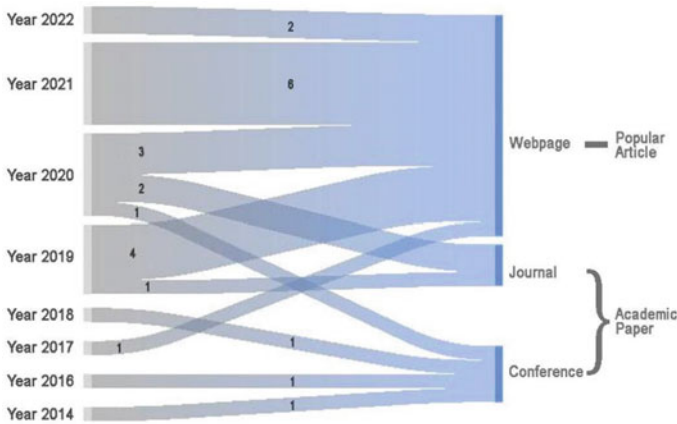 Year 2022
2
Year 2021
6
Webpage
Popular
Article
3
Year 2020
2
1
Year 2019
4
Journal
1
Academic
Paper
Year 2018
1
Year 2017
1
Conference
Year 2016
1
Year 2014
1